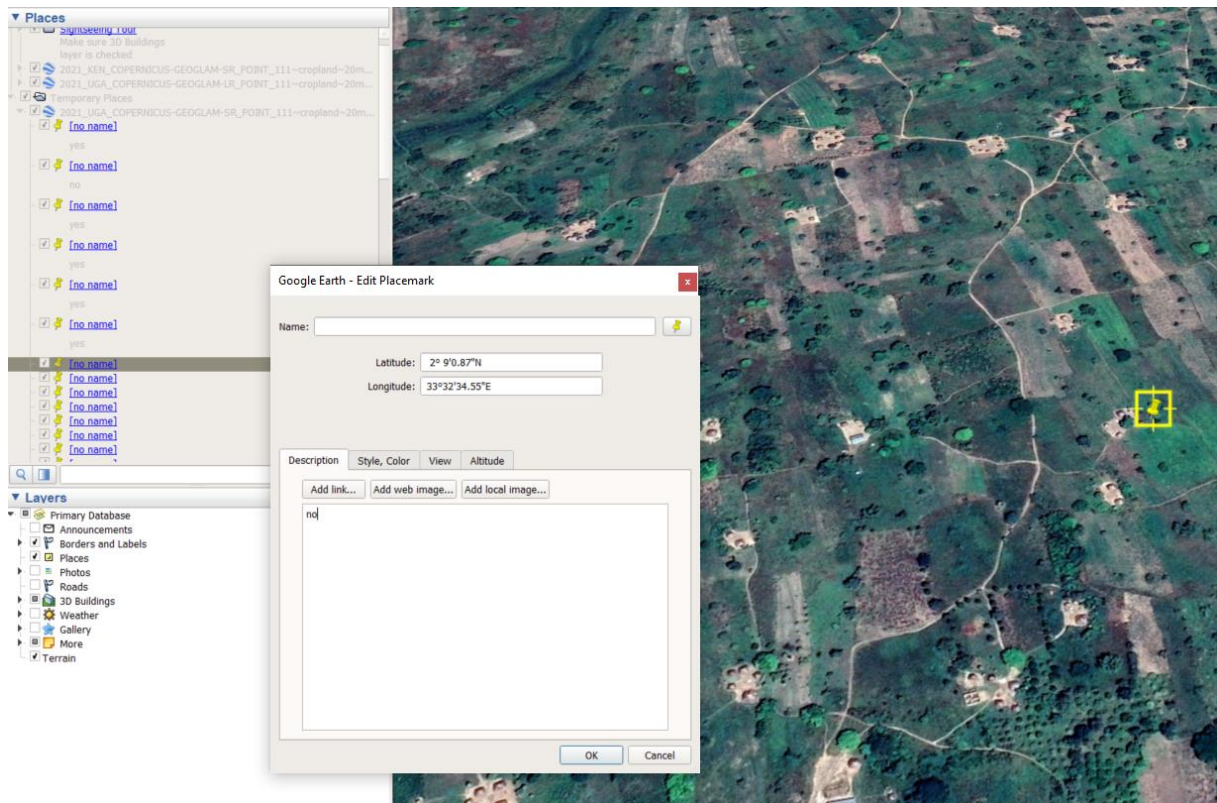 Places
Sightseeing Tour
Make sure 3D Buildings
layer is checked
2021_KEN_COPERNICUS-GEOGLAM-SR_POINT_111~cropland~20m...
2021_UGA_COPERNICUS-GEOGLAM-LR_POINT_111~cropland~20m...
Temporary Places
2021_UGA_COPERNICUS-GEOGLAM-SR_POINT_111~cropland~20m...
[no name]
yes
[no name]
no
[no name]
yes
[no name]
yes
[no name]
yes
[no name]
yes
[no name]
[no name]
[no name]
[no name]
[no name]
[no name]
[no name]
Layers
Primary Database
Announcements
Borders and Labels
Places
Photos
Roads
3D Buildings
Weather
Gallery
More
Terrain
Google Earth - Edit Placemark
x
Name:
Latitude: 2° 9'0.87"N
Longitude: 33°32'34.55"E
Description Style, Color View Altitude
Add link... Add web image... Add local image...
no
OK Cancel